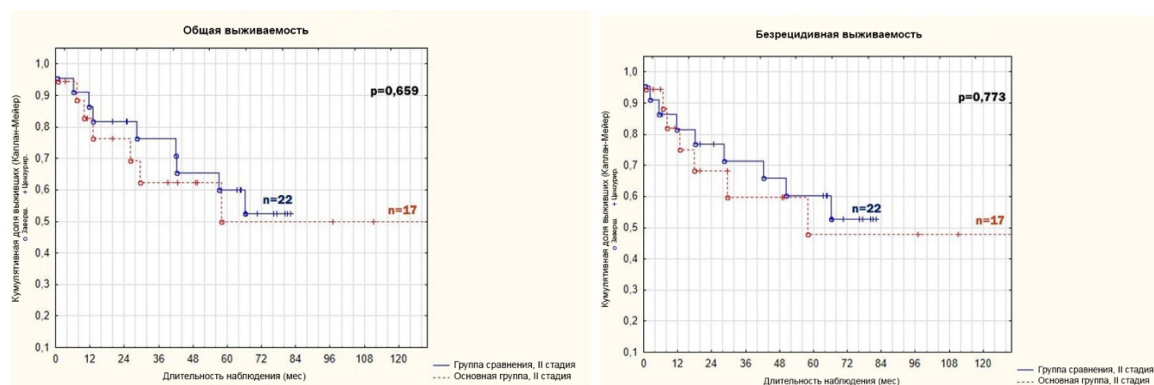 Общая выживаемость
Кумулятивная доля выживших (Каплан-Мейер)
о Заверш. + Цензурир.
1,0
0,9
0,8
0,7
0,6
0,5
0,4
0,3
0,2
0,1
p=0,659
n=22
n=17
0 12 24 36 48 60 72 84 96 108 120
Длительность наблюдения (мес)
Группа сравнения, II стадия
Основная группа, II стадия
Безрецидивная выживаемость
Кумулятивная доля выживших (Каплан-Мейер)
о Заверш. + Цензурир.
1,0
0,9
0,8
0,7
0,6
0,5
0,4
0,3
0,2
0,1
p=0,773
n=22
n=17
0 12 24 36 48 60 72 84 96 108 120
Длительность наблюдения (мес)
Группа сравнения, II стадия
Основная группа, II стадия